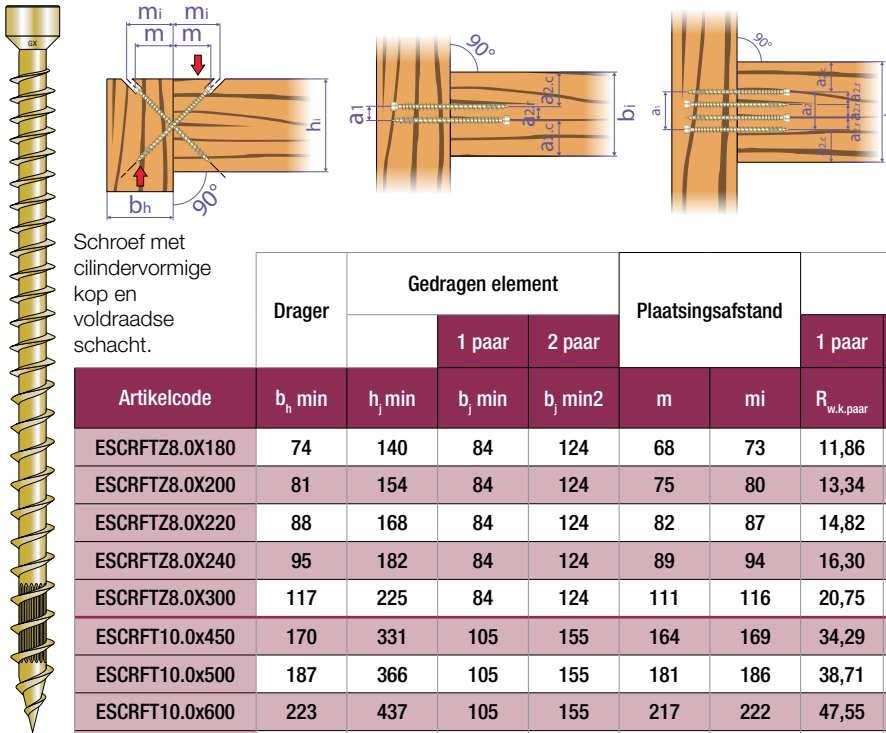 GX
mi mi
m m
hi
bh
90°
90°
a1
a2.c
a2.r
a2.c
bi
90°
a1
a2.c
a2
a2.r
a2.r
a2.r
a2.c
Schroef met
cilindervormige
kop en
voldraadse
schacht.
Drager Gedragen element Plaatsingsafstand
1 paar 2 paar 1 paar
Artikelcode bh min hj min bj min bj min2 m mi Rw.k.paar
ESCRFTZ8.0X180 74 140 84 124 68 73 11,86
ESCRFTZ8.0X200 81 154 84 124 75 80 13,34
ESCRFTZ8.0X220 88 168 84 124 82 87 14,82
ESCRFTZ8.0X240 95 182 84 124 89 94 16,30
ESCRFTZ8.0X300 117 225 84 124 111 116 20,75
ESCRFT10.0x450 170 331 105 155 164 169 34,29
ESCRFT10.0x500 187 366 105 155 181 186 38,71
ESCRFT10.0x600 223 437 105 155 217 222 47,55